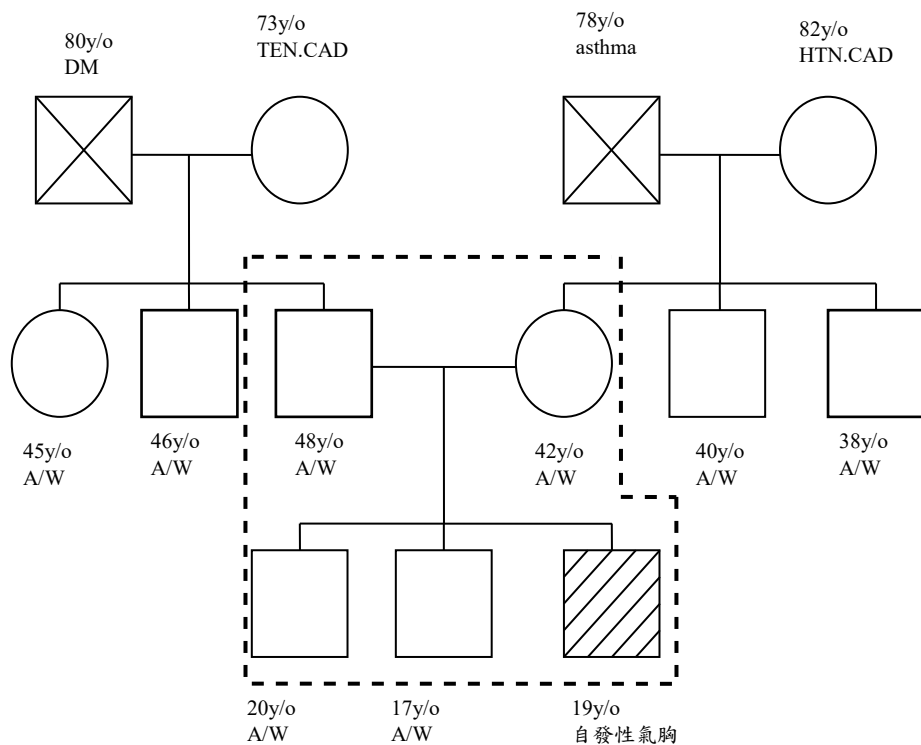 80y/o
DM
73y/o
TEN.CAD
78y/o
asthma
82y/o
HTN.CAD
45y/o
A/W
46y/o
A/W
48y/o
A/W
42y/o
A/W
40y/o
A/W
38y/o
A/W
20y/o
A/W
17y/o
A/W
19y/o
自發性氣胸